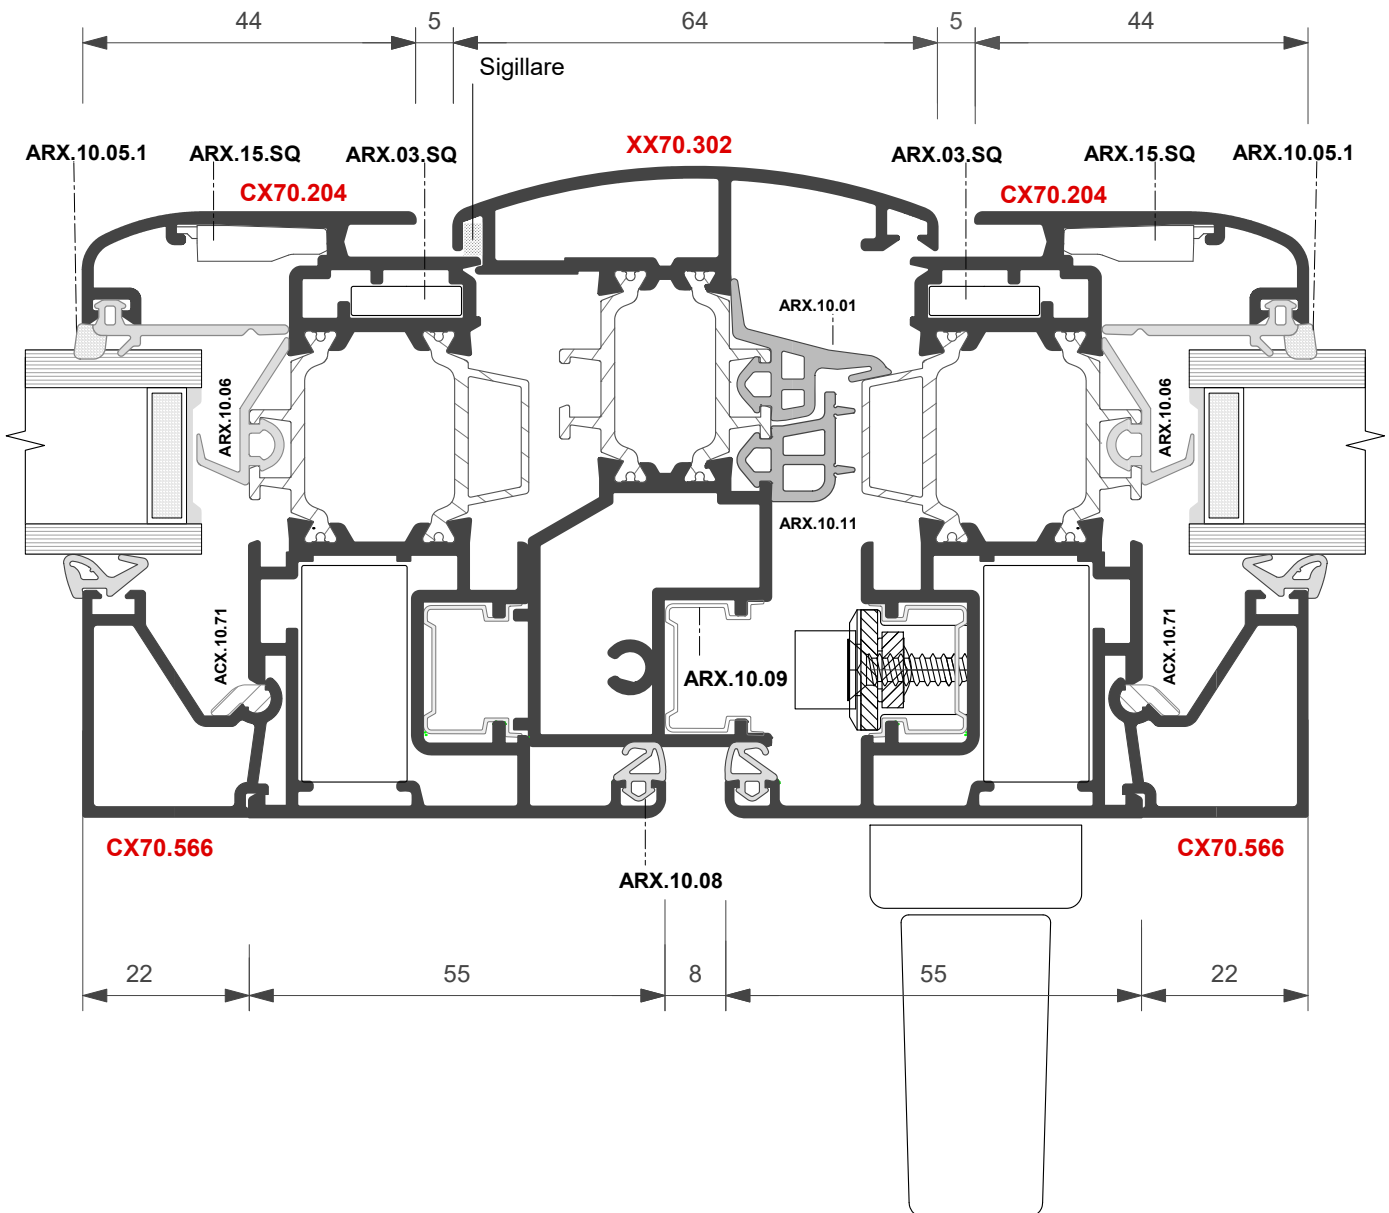 44 5 64 5 44
Sigillare
XX70.302
ARX.10.05.1 ARX.15.SQ ARX.03.SQ ARX.03.SQ ARX.15.SQ ARX.10.05.1
CX70.204 CX70.204
ARX.10.01
ARX.10.06 ARX.10.06
ARX.10.11
ACX.10.71 ACX.10.71
ARX.10.09
CX70.566 CX70.566
ARX.10.08
22 55 8 55 22